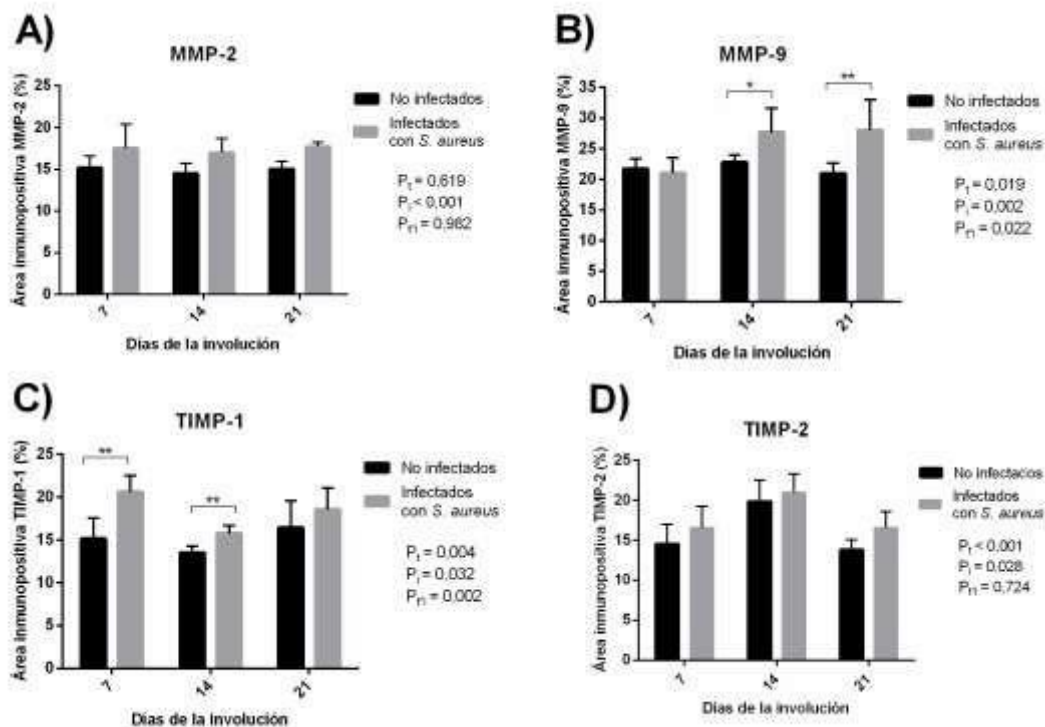 A)
MMP-2
Área inmunopositiva MMP-2 (%)
25
20
15
10
5
0
7
14
21
Días de la involución
No infectados
Infectados
con S. aureus
Pt = 0,619
Pi < 0,001
Pti = 0,982
B)
MMP-9
Área inmunopositiva MMP-9 (%)
35
30
25
20
15
10
5
0
*
**
7
14
21
Días de la involución
No infectados
Infectados
con S. aureus
Pt = 0,019
Pi = 0,002
Pti = 0,022
C)
TIMP-1
Área inmunopositiva TIMP-1 (%)
25
20
15
10
5
0
**
**
7
14
21
Días de la involución
No infectados
Infectados
con S. aureus
Pt = 0,004
Pi = 0,032
Pti = 0,002
D)
TIMP-2
Área inmunopositiva TIMP-2 (%)
25
20
15
10
5
0
7
14
21
Días de la involución
No infectados
Infectados
con S. aureus
Pt < 0,001
Pi = 0,028
Pti = 0,724